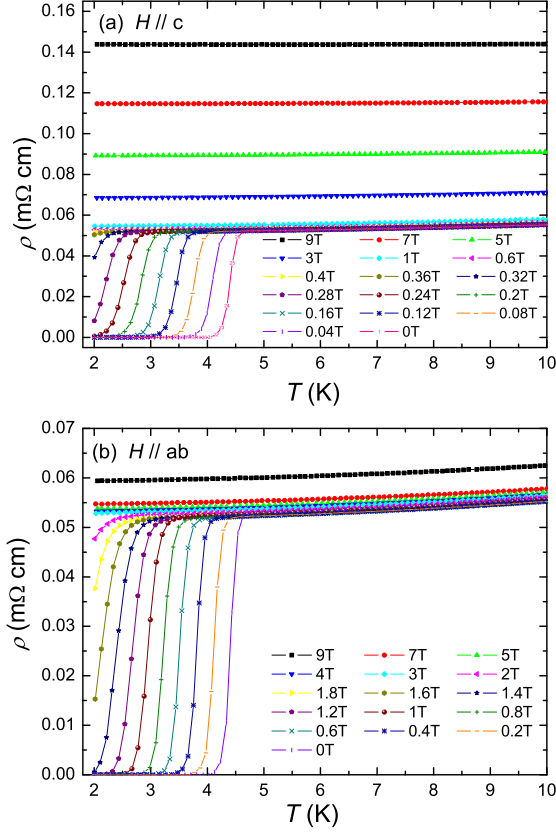 (a) H // c
0.16
0.14
0.12
0.10
0.08
0.06
0.04
0.02
0.00
ρ (mΩ cm)
9T 7T 5T
3T 1T 0.6T
0.4T 0.36T 0.32T
0.28T 0.24T 0.2T
0.16T 0.12T 0.08T
0.04T 0T
2 3 4 5 6 7 8 9 10
T (K)
(b) H // ab
0.07
0.06
0.05
0.04
0.03
0.02
0.01
0.00
ρ (mΩ cm)
9T 7T 5T
4T 3T 2T
1.8T 1.6T 1.4T
1.2T 1T 0.8T
0.6T 0.4T 0.2T
0T
2 3 4 5 6 7 8 9 10
T (K)